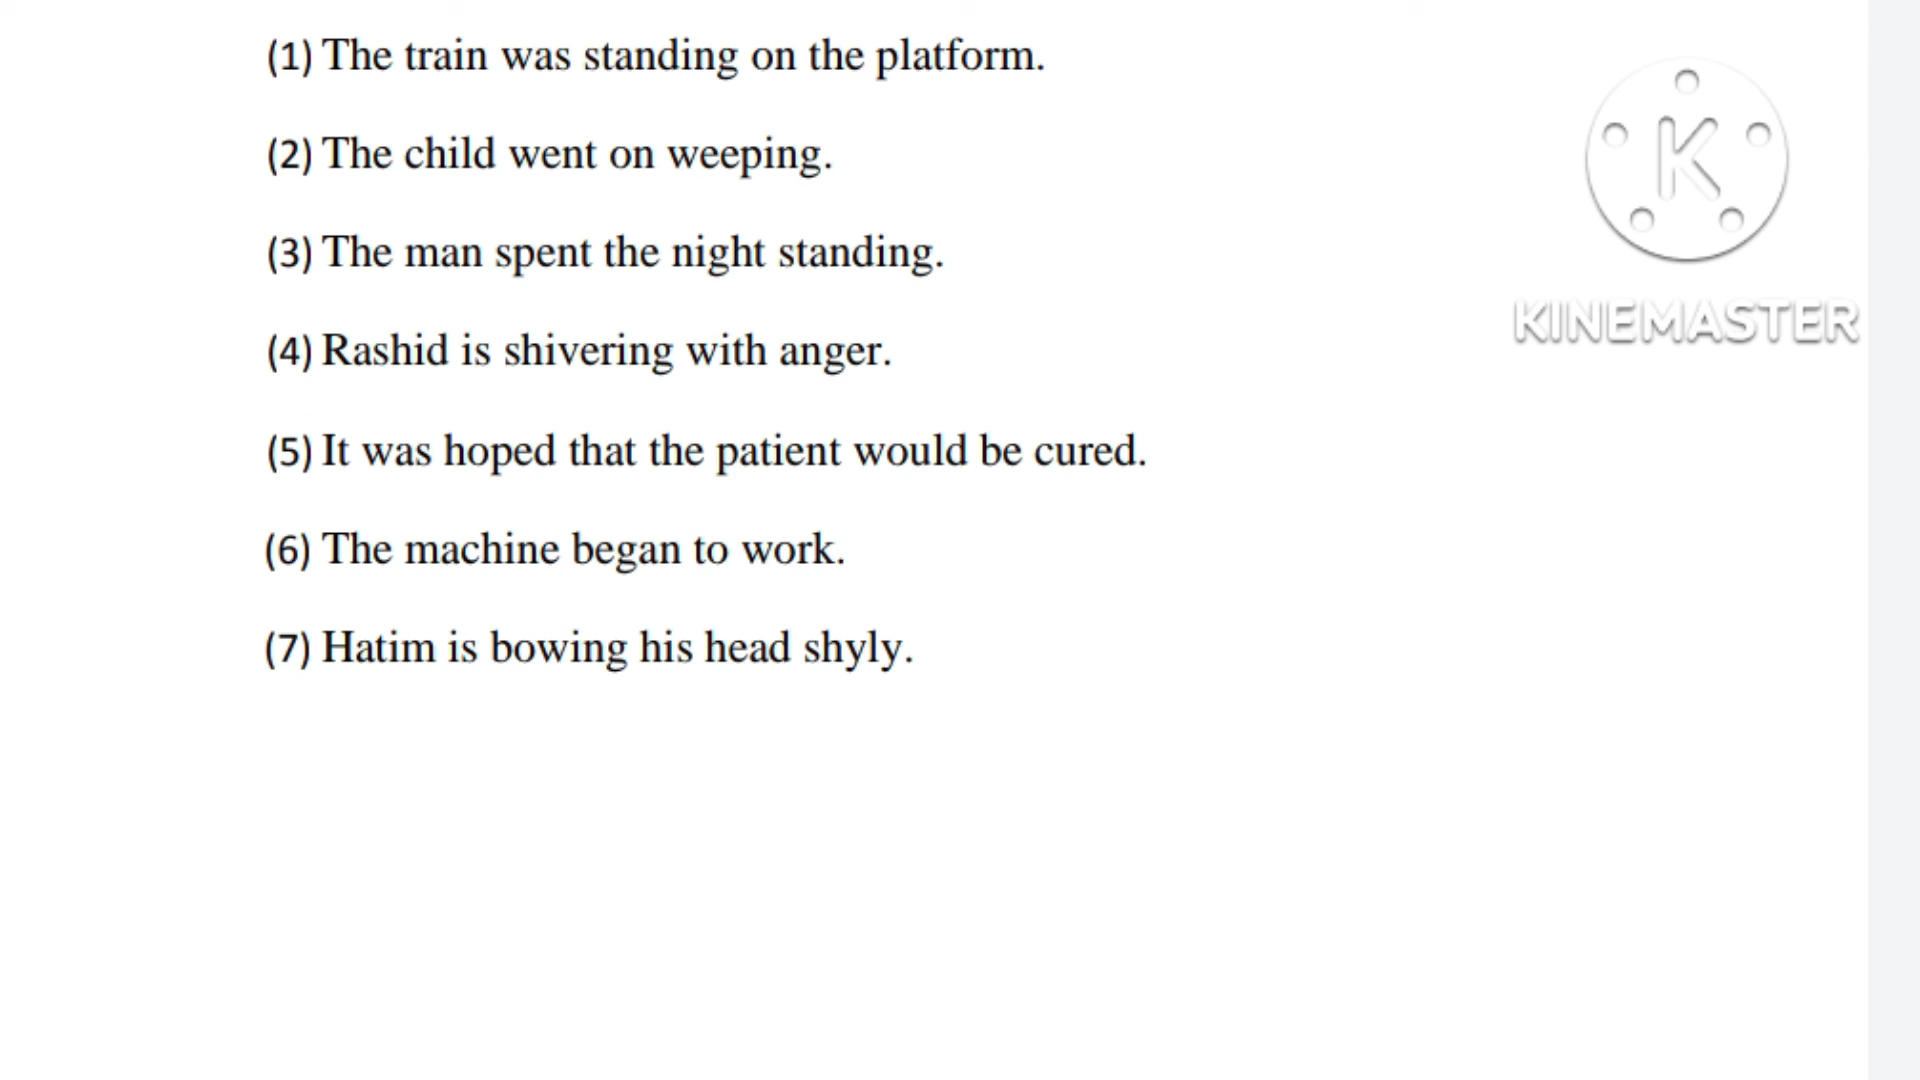 (1) The train was standing on the platform.
(2) The child went on weeping.
(3) The man spent the night standing.
(4) Rashid is shivering with anger.
(5) It was hoped that the patient would be cured.
(6) The machine began to work.
(7) Hatim is bowing his head shyly.
K
KINEMASTER